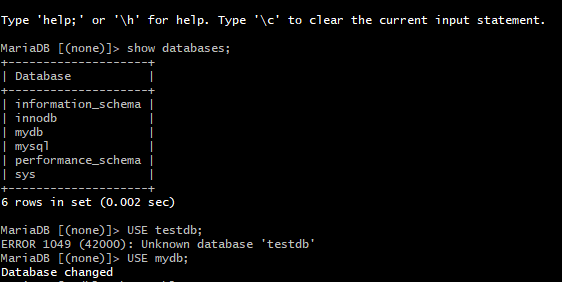 Type 'help;' or '\h' for help. Type '\c' to clear the current input statement.
MariaDB [(none)]> show databases;
+--------------------+
| Database           |
+--------------------+
| information_schema |
| innodb             |
| mydb               |
| mysql              |
| performance_schema |
| sys                |
+--------------------+
6 rows in set (0.002 sec)
MariaDB [(none)]> USE testdb;
ERROR 1049 (42000): Unknown database 'testdb'
MariaDB [(none)]> USE mydb;
Database changed